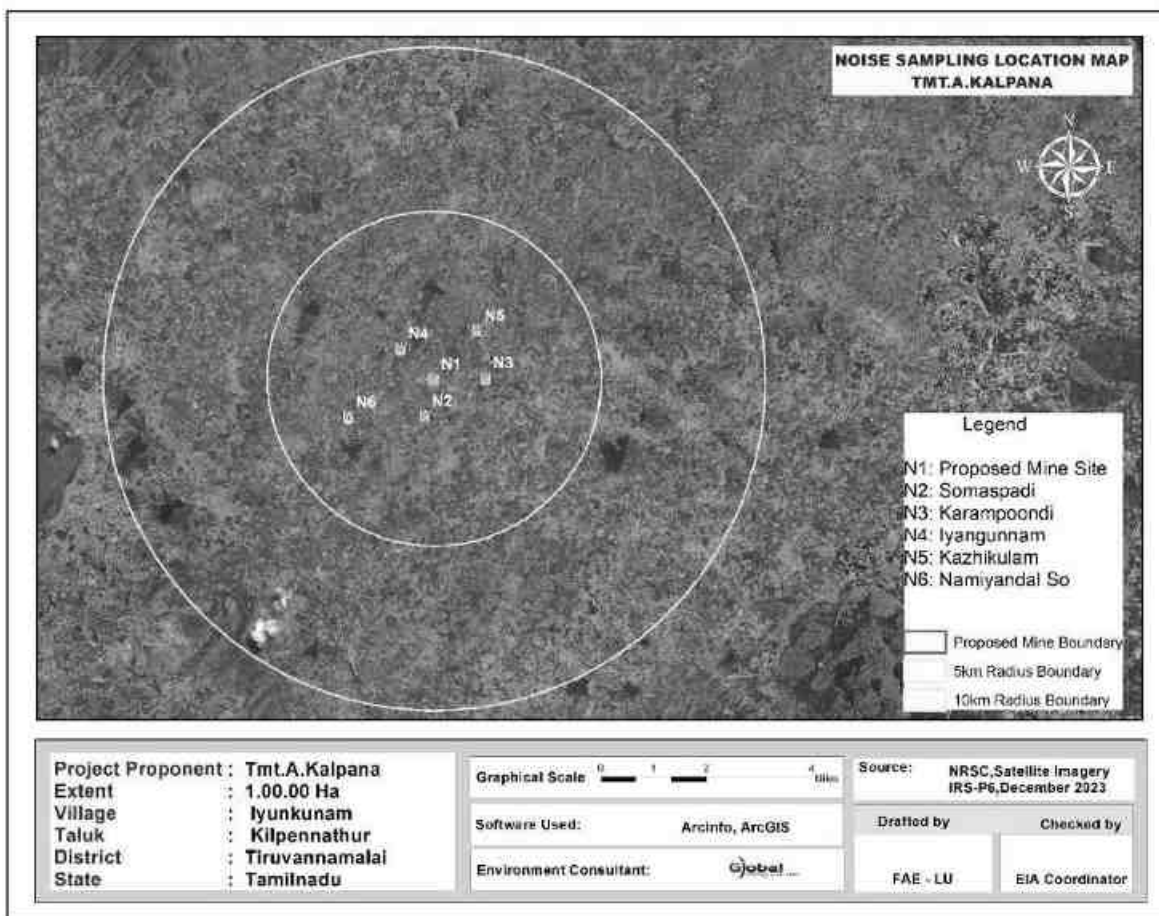 NOISE SAMPLING LOCATION MAP
TMT.A.KALPANA
N
W E
S
N5
N4
N1 N3
N6 N2
Legend
N1: Proposed Mine Site
N2: Somaspadi
N3: Karampoondi
N4: Iyangunnam
N5: Kazhikulam
N6: Namiyandal So
Proposed Mine Boundary
5km Radius Boundary
10km Radius Boundary
Project Proponent : Tmt.A.Kalpana
Extent : 1.00.00 Ha
Village : Iyunkunam
Taluk : Kilpennathur
District : Tiruvannamalai
State : Tamilnadu
Graphical Scale 0 1 2 4 Miles
Software Used: Arcinfo, ArcGIS
Environment Consultant: Global
Source: NRSC,Satellite Imagery
IRS-P6,December 2023
Drafted by Checked by
FAE - LU EIA Coordinator